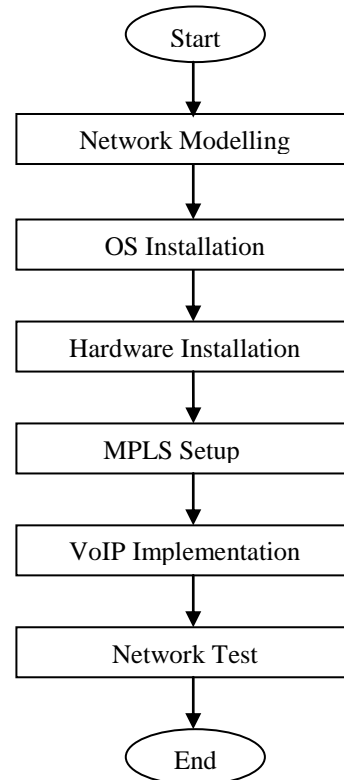 Start
Network Modelling
OS Installation
Hardware Installation
MPLS Setup
VoIP Implementation
Network Test
End